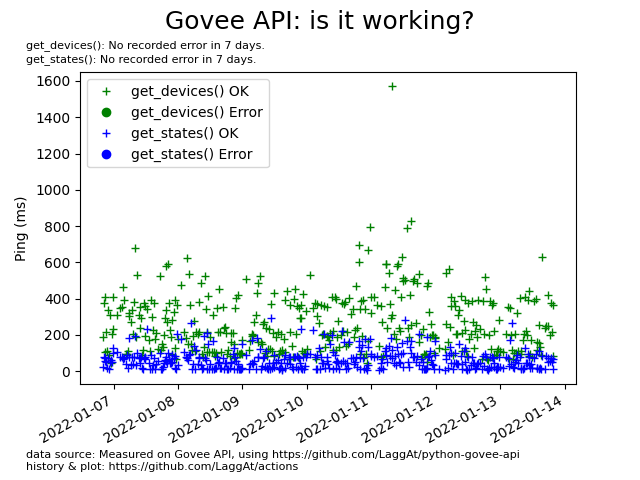 Govee API: is it working?
get_devices(): No recorded error in 7 days.
get_states(): No recorded error in 7 days.
1600
1400
1200
1000
800
600
400
200
0
Ping (ms)
get_devices() OK
get_devices() Error
get_states() OK
get_states() Error
2022-01-07
2022-01-08
2022-01-09
2022-01-10
2022-01-11
2022-01-12
2022-01-13
2022-01-14
data source: Measured on Govee API, using https://github.com/LaggAt/python-govee-api
history & plot: https://github.com/LaggAt/actions